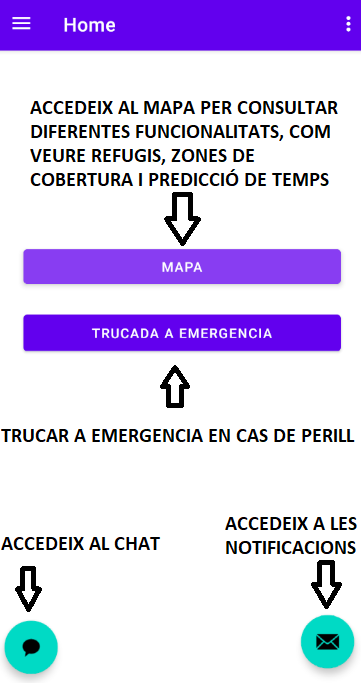 Home
ACCEDEIX AL MAPA PER CONSULTAR
DIFERENTES FUNCIONALITATS, COM
VEURE REFUGIS, ZONES DE
COBERTURA I PREDICCIÓ DE TEMPS
MAPA
TRUCADA A EMERGENCIA
TRUCAR A EMERGENCIA EN CAS DE PERILL
ACCEDEIX AL CHAT
ACCEDEIX A LES
NOTIFICACIONS